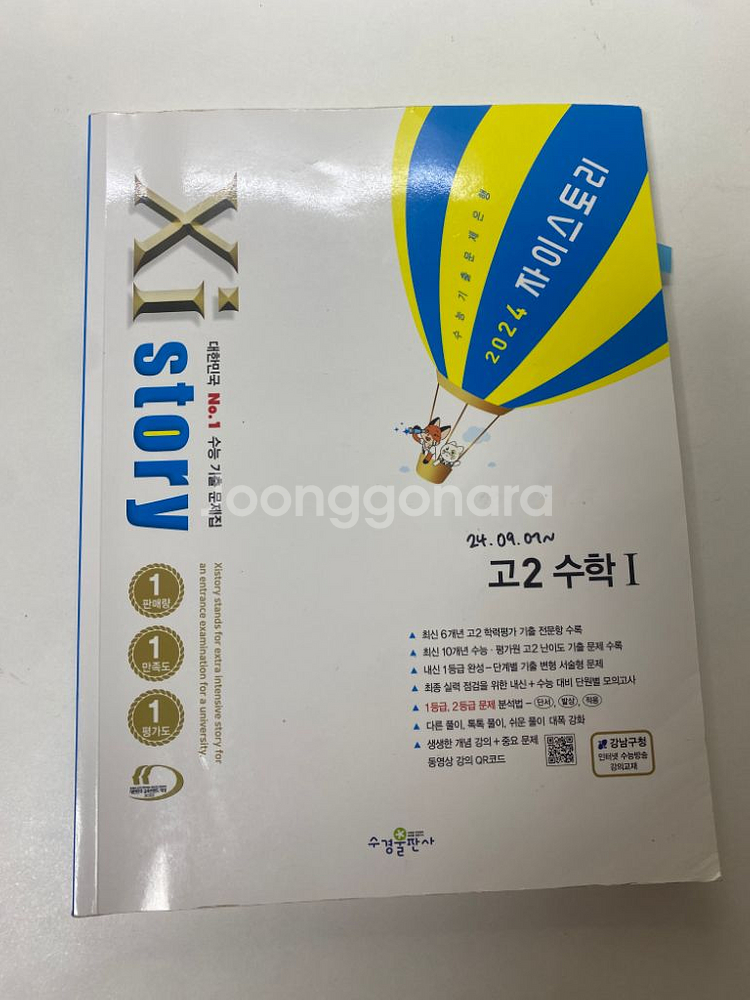 Xi
story
대한민국 No.1 수능 기출 문제집
Xistory stands for extra intensive story for
an entrance examination for a university.
1
판매량
1
만족도
1
평가도
수능 기출 문제 은행
2024 자이스토리
joonggonara
24.09.07~
고2 수학 I
▲ 최신 6개년 고2 학력평가 기출 전문항 수록
▲ 최신 10개년 수능·평가원 고2 난이도 기출 문제 수록
▲ 내신 1등급 완성-단계별 기출 변형 서술형 문제
▲ 최종 실력 점검을 위한 내신+수능 대비 단원별 모의고사
▲ 1등급, 2등급 문제 분석법-단서, 발상, 적용
▲ 다른 풀이, 톡톡 풀이, 쉬운 풀이 대폭 강화
▲ 생생한 개념 강의+중요 문제
동영상 강의 QR코드
강남구청
인터넷 수능방송
강의교재
수경출판사